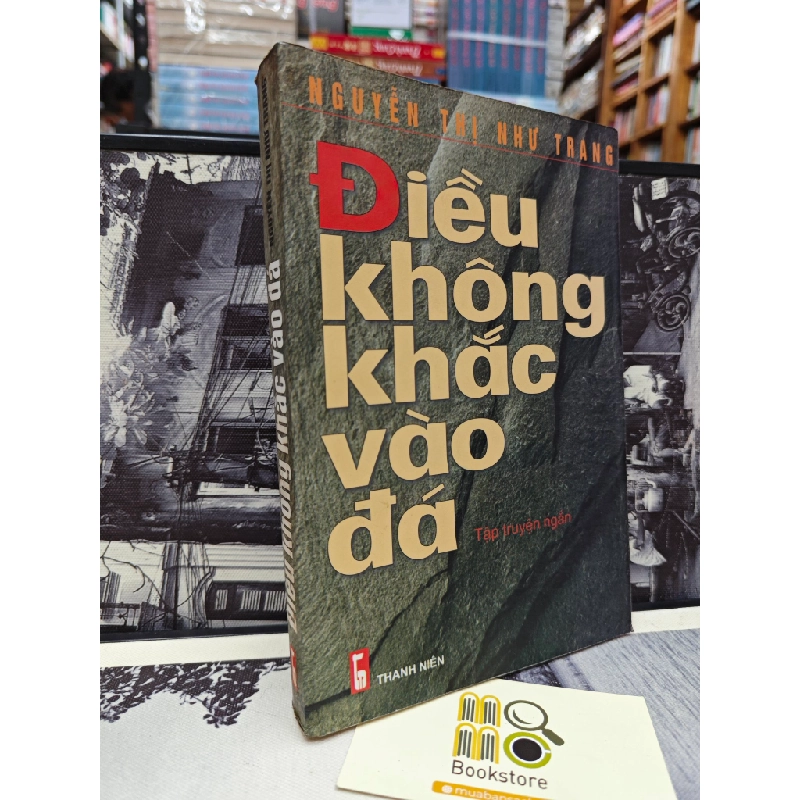 NGUYỄN THỊ NHƯ TRANG
Điều
không
khắc
vào
đá
Tập truyện ngắn
THANH NIÊN
Điều không khắc vào đá
MOMO
Bookstore